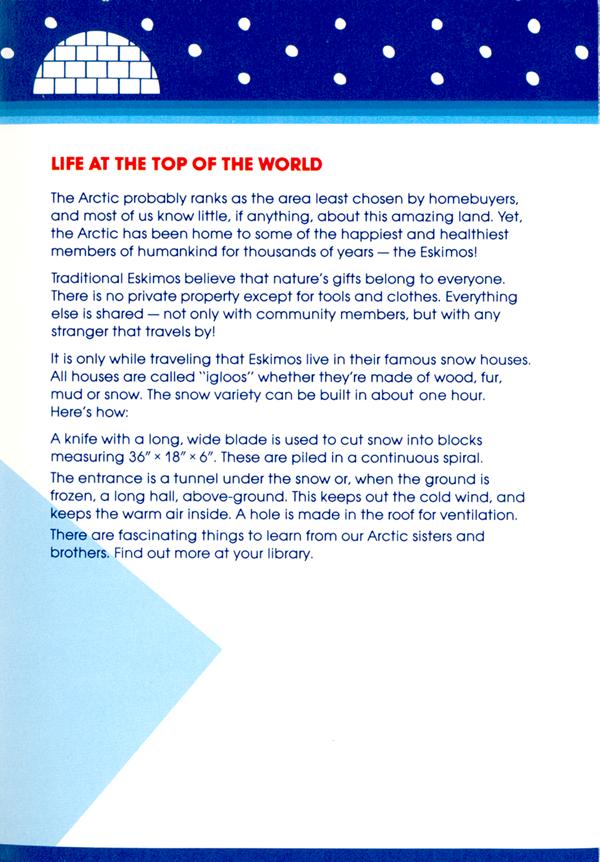 LIFE AT THE TOP OF THE WORLD
The Arctic probably ranks as the area least chosen by homebuyers,
and most of us know little, if anything, about this amazing land. Yet,
the Arctic has been home to some of the happiest and healthiest
members of humankind for thousands of years — the Eskimos!
Traditional Eskimos believe that nature's gifts belong to everyone.
There is no private property except for tools and clothes. Everything
else is shared — not only with community members, but with any
stranger that travels by!
It is only while traveling that Eskimos live in their famous snow houses.
All houses are called "igloos" whether they're made of wood, fur,
mud or snow. The snow variety can be built in about one hour.
Here's how:
A knife with a long, wide blade is used to cut snow into blocks
measuring 36" × 18" × 6". These are piled in a continuous spiral.
The entrance is a tunnel under the snow or, when the ground is
frozen, a long hall, above-ground. This keeps out the cold wind, and
keeps the warm air inside. A hole is made in the roof for ventilation.
There are fascinating things to learn from our Arctic sisters and
brothers. Find out more at your library.